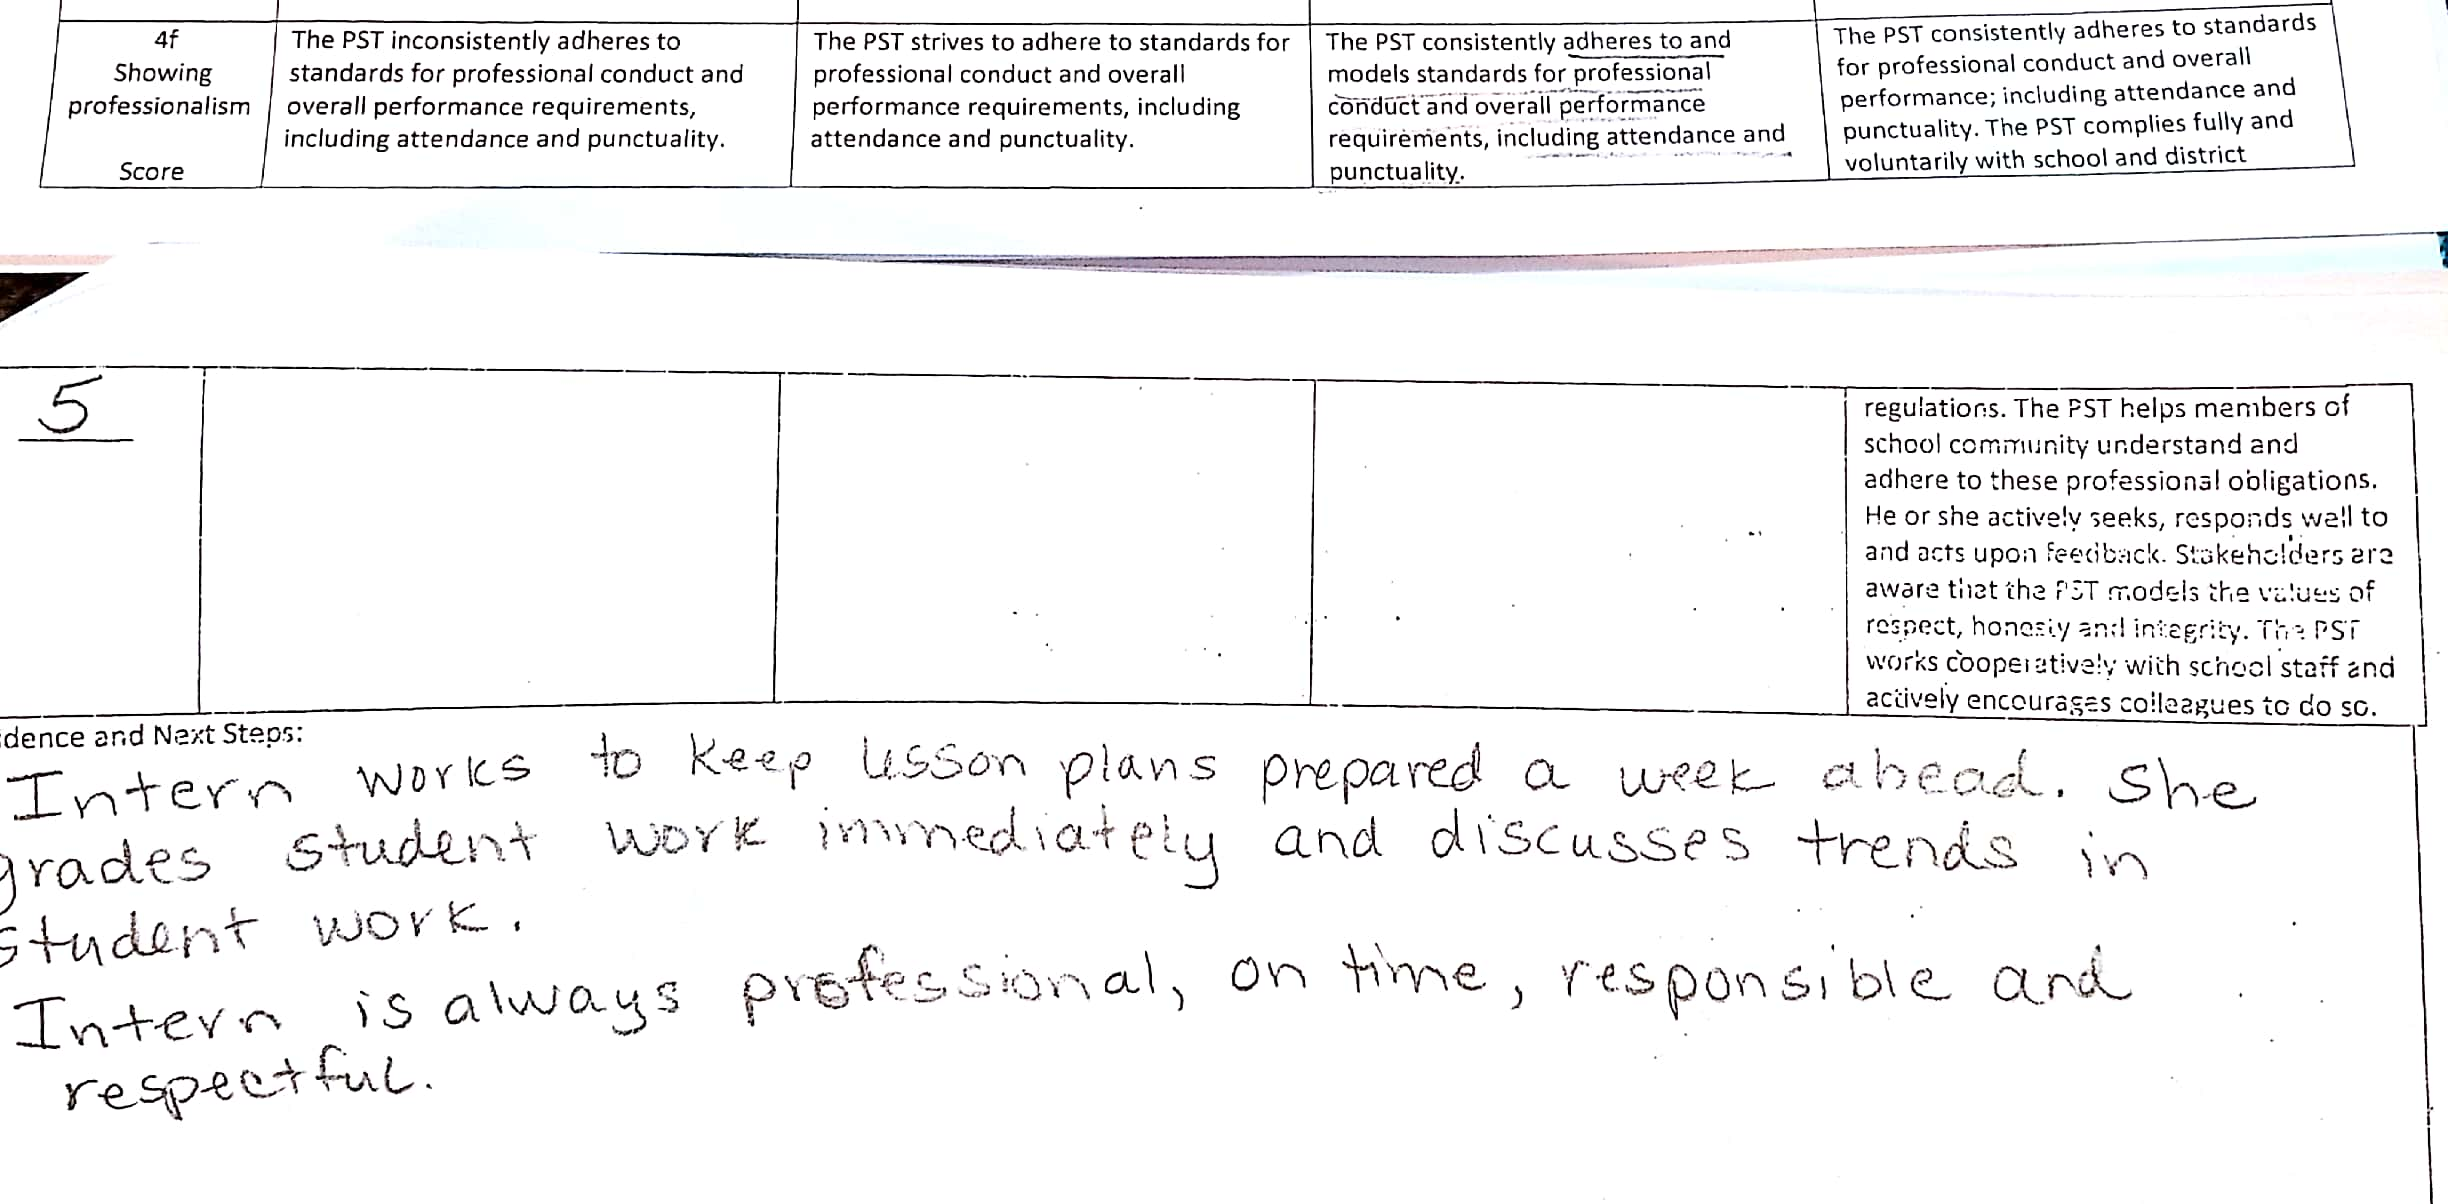 4f
Showing
professionalism
Score
The PST inconsistently adheres to
standards for professional conduct and
overall performance requirements,
including attendance and punctuality.
The PST strives to adhere to standards for
professional conduct and overall
performance requirements, including
attendance and punctuality.
The PST consistently adheres to and
models standards for professional
conduct and overall performance
requirements, including attendance and
punctuality.
The PST consistently adheres to standards
for professional conduct and overall
performance; including attendance and
punctuality. The PST complies fully and
voluntarily with school and district
5
regulations. The PST helps members of
school community understand and
adhere to these professional obligations.
He or she actively seeks, responds well to
and acts upon feedback. Stakeholders are
aware that the PST models the values of
respect, honesty and integrity. The PST
works cooperatively with school staff and
actively encourages colleagues to do so.
dence and Next Steps:
Intern works to keep lesson plans prepared a week ahead. She
grades student work immediately and discusses trends in
student work.
Intern is always professional, on time, responsible and
respectful.